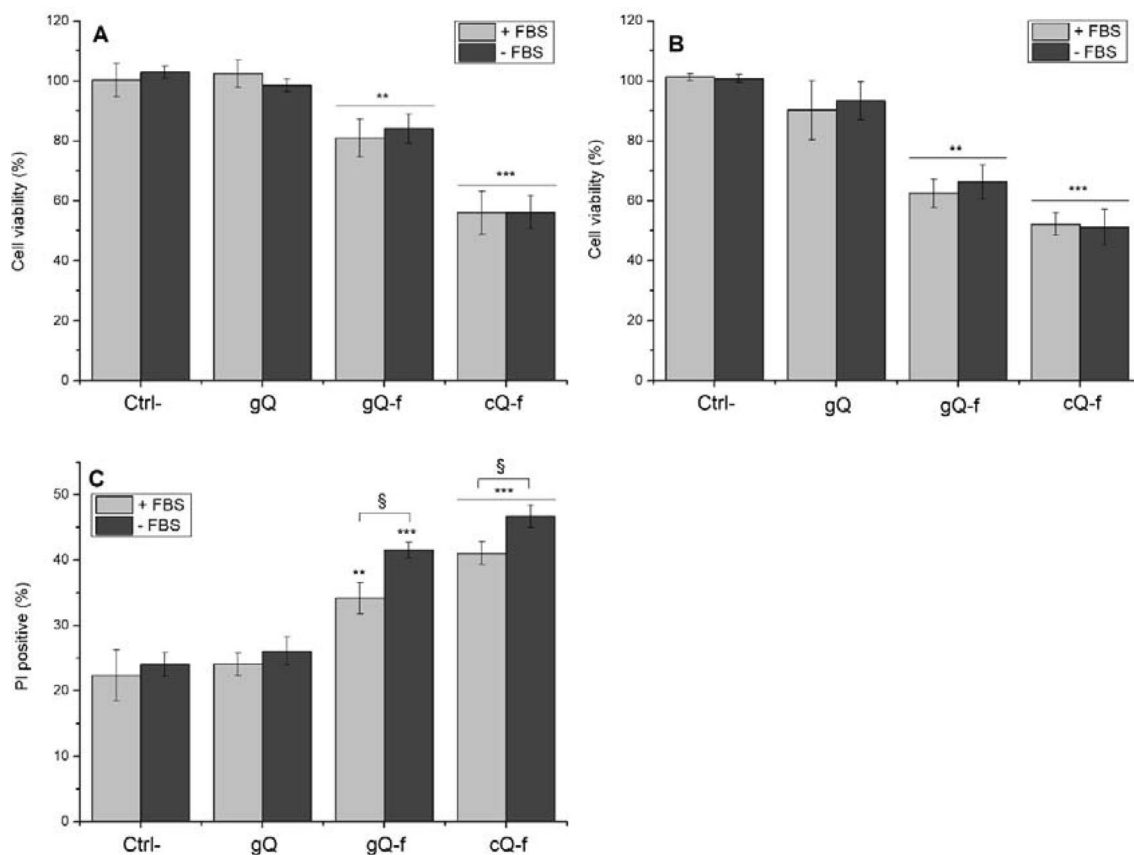 A
+ FBS
- FBS
Cell viability (%)
120
100
80
60
40
20
0
**
***
Ctrl-
gQ
gQ-f
cQ-f
B
+ FBS
- FBS
Cell viability (%)
120
100
80
60
40
20
0
**
***
Ctrl-
gQ
gQ-f
cQ-f
C
+ FBS
- FBS
PI positive (%)
50
40
30
20
10
0
§
**
***
§
***
Ctrl-
gQ
gQ-f
cQ-f